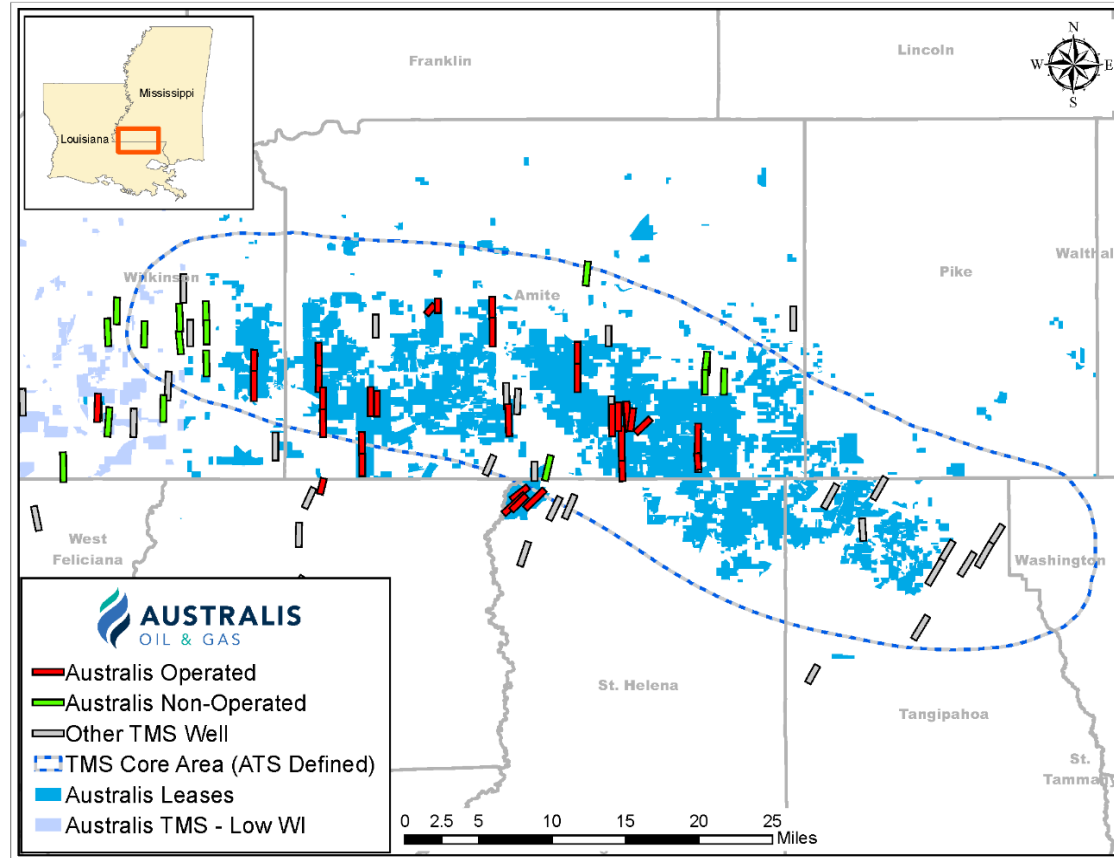 Mississippi
Louisiana
Franklin
Lincoln
N
W
E
S
Wilkinson
Amite
Pike
Walthal
West
Feliciana
Washington
St. Helena
Tangipahoa
St.
Tammany
AUSTRALIS
OIL & GAS
Australis Operated
Australis Non-Operated
Other TMS Well
TMS Core Area (ATS Defined)
Australis Leases
Australis TMS - Low WI
0 2.5 5 10 15 20 25
Miles